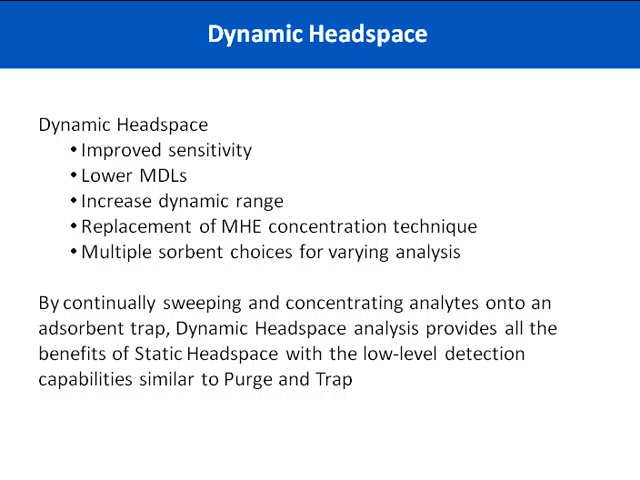 Dynamic Headspace
Dynamic Headspace
• Improved sensitivity
• Lower MDLs
• Increase dynamic range
• Replacement of MHE concentration technique
• Multiple sorbent choices for varying analysis
By continually sweeping and concentrating analytes onto an
adsorbent trap, Dynamic Headspace analysis provides all the
benefits of Static Headspace with the low-level detection
capabilities similar to Purge and Trap